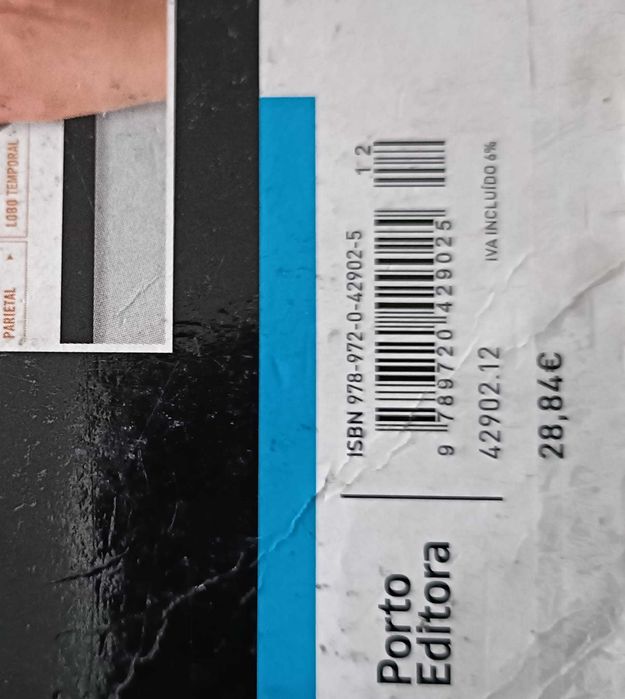 PARIETAL ▸ LOBO TEMPORAL
ISBN 978-972-0-42902-5
12
9 789720 429025
42902.12
IVA INCLUÍDO 6%
28,84€
Porto
Editora